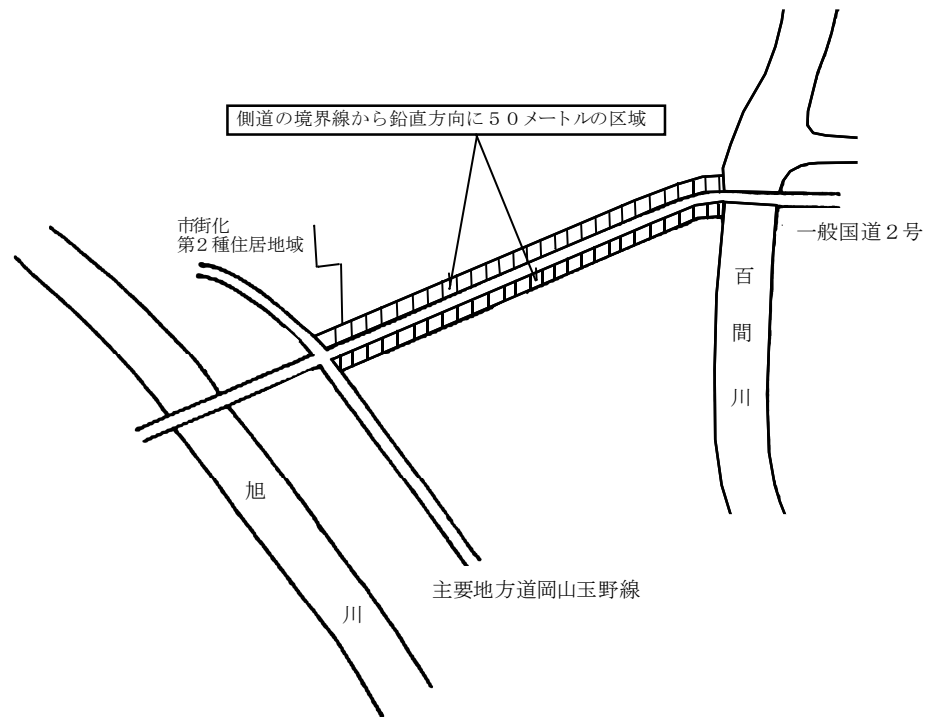 側道の境界線から鉛直方向に５０メートルの区域
市街化
第２種住居地域
一般国道２号
百
間
川
旭
川
主要地方道岡山玉野線